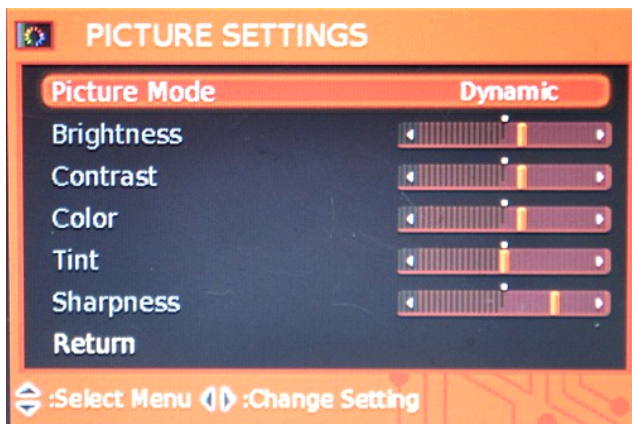 PICTURE SETTINGS
Picture Mode Dynamic
Brightness
Contrast
Color
Tint
Sharpness
Return
:Select Menu :Change Setting